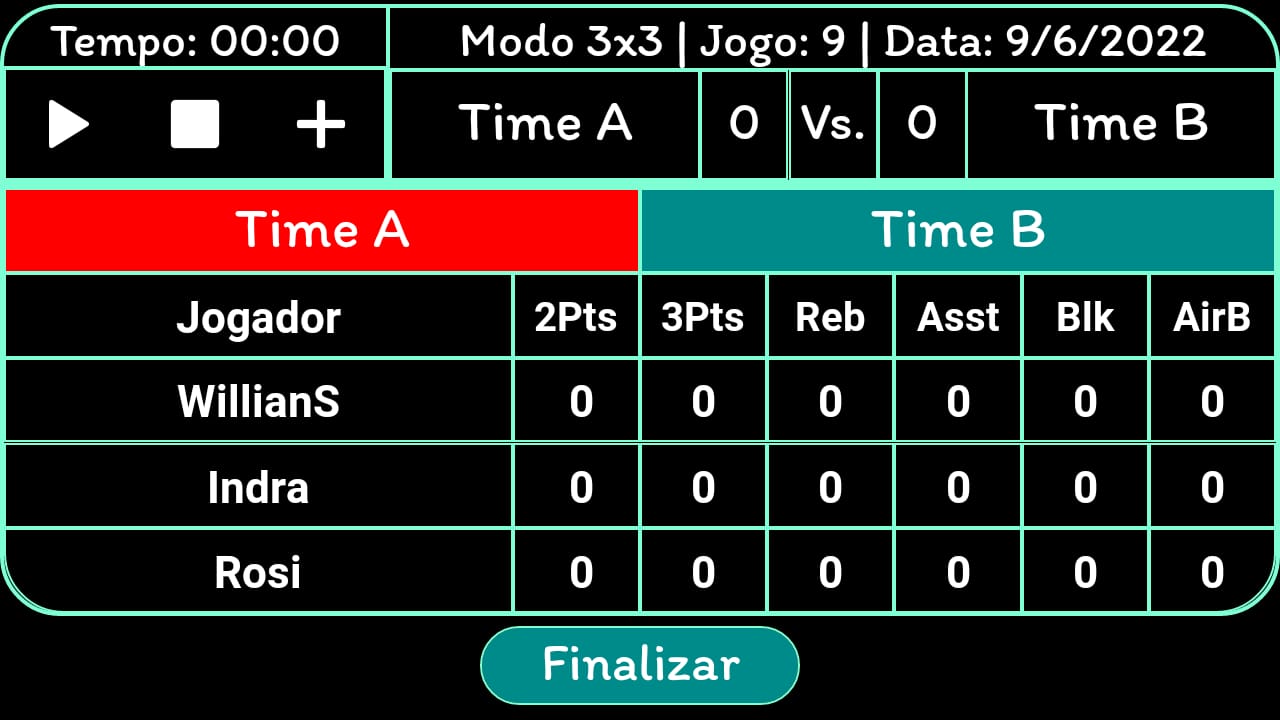 Tempo: 00:00 Modo 3x3 | Jogo: 9 | Data: 9/6/2022
Time A 0 Vs. 0 Time B
Time A Time B
Jogador 2Pts 3Pts Reb Asst Blk AirB
WillianS 0 0 0 0 0 0
Indra 0 0 0 0 0 0
Rosi 0 0 0 0 0 0
Finalizar